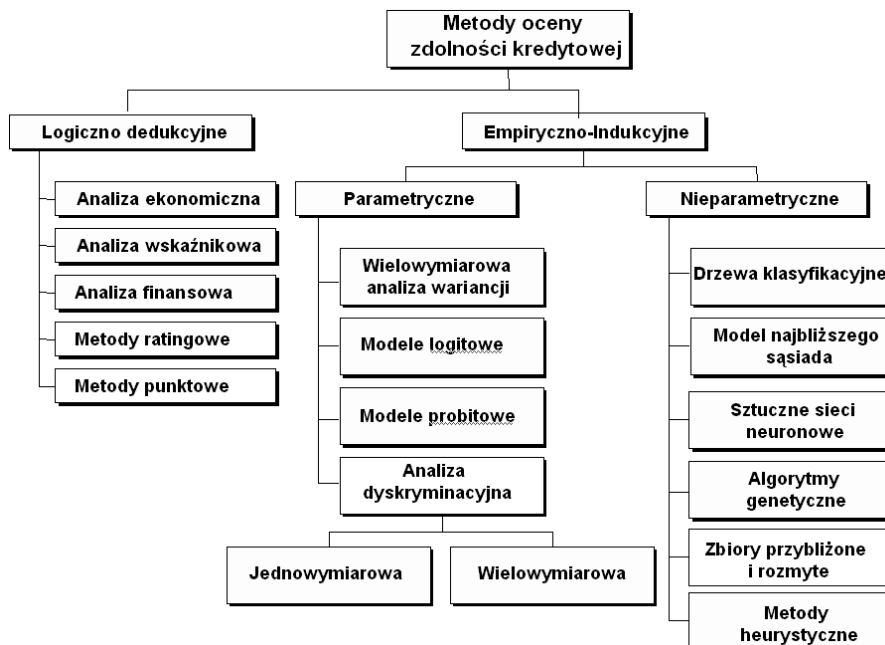 Metody oceny
zdolności kredytowej
Logiczno dedukcyjne
Empiryczno-Indukcyjne
Analiza ekonomiczna
Analiza wskaźnikowa
Analiza finansowa
Metody ratingowe
Metody punktowe
Parametryczne
Wielowymiarowa
analiza wariancji
Modele logitowe
Modele probitowe
Analiza
dyskryminacyjna
Jednowymiarowa
Wielowymiarowa
Nieparametryczne
Drzewa klasyfikacyjne
Model najbliższego
sąsiada
Sztuczne sieci
neuronowe
Algorytmy
genetyczne
Zbiory przybliżone
i rozmyte
Metody
heurystyczne